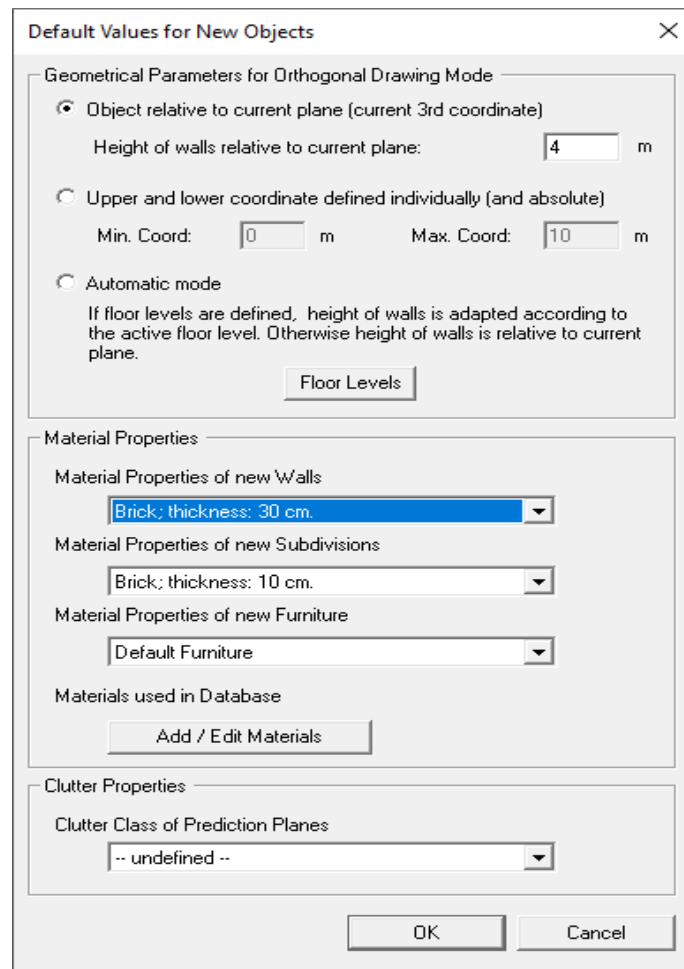 Default Values for New Objects
Geometrical Parameters for Orthogonal Drawing Mode
Object relative to current plane (current 3rd coordinate)
Height of walls relative to current plane: 4 m
Upper and lower coordinate defined individually (and absolute)
Min. Coord: 0 m Max. Coord: 10 m
Automatic mode
If floor levels are defined, height of walls is adapted according to
the active floor level. Otherwise height of walls is relative to current
plane.
Floor Levels
Material Properties
Material Properties of new Walls
Brick; thickness: 30 cm.
Material Properties of new Subdivisions
Brick; thickness: 10 cm.
Material Properties of new Furniture
Default Furniture
Materials used in Database
Add / Edit Materials
Clutter Properties
Clutter Class of Prediction Planes
-- undefined --
OK Cancel